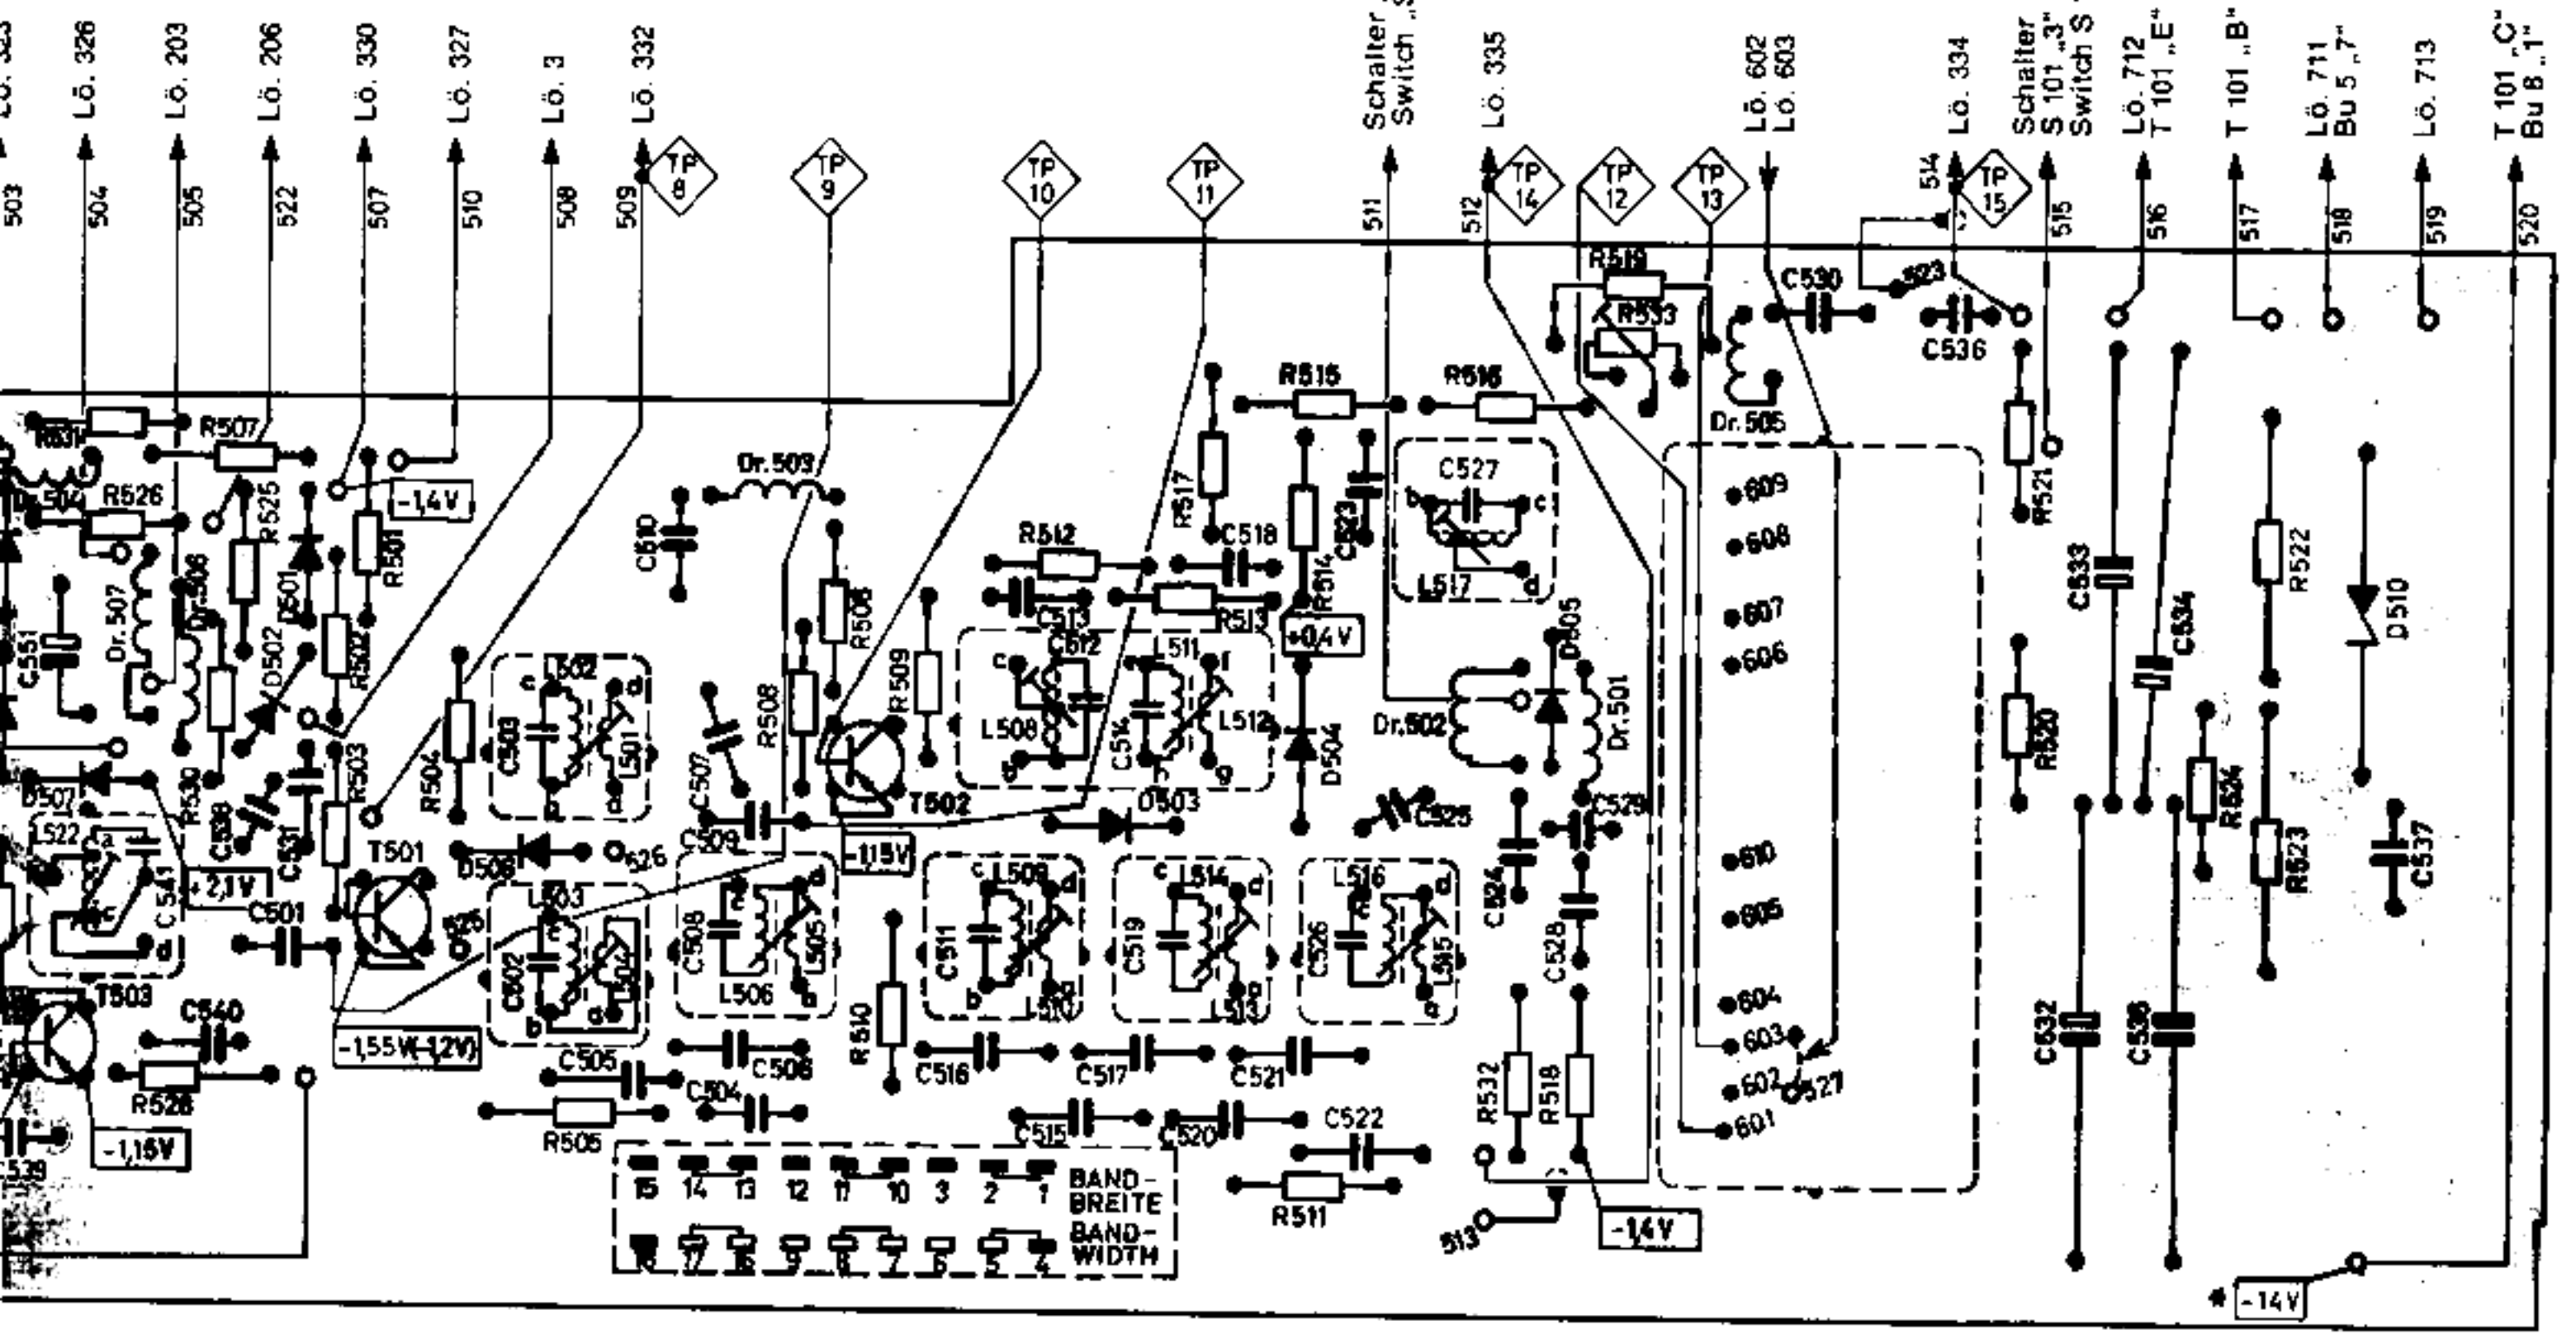 Lö. 326
Lö. 203
Lö. 206
Lö. 330
Lö. 327
Lö. 3
Lö. 332
Schalter
Switch
Lö. 335
Lö. 602
Lö. 603
Lö. 334
Schalter
S 101 „3"
Switch S
Lö. 712
T 101 „E"
T 101 „B"
Lö. 711
Bu 5 „7"
Lö. 713
T 101 „C"
Bu 8 „1"
503
504
505
522
507
510
508
509
511
512
514
515
516
517
518
519
520
TP 8
TP 9
TP 10
TP 11
TP 14
TP 12
TP 13
TP 15
R519
R533
C530
523
C536
Dr.505
R515
R516
R531
R507
Dr.504
R526
R525
-1,4V
R501
Dr.503
C510
R517
C523
C527
b
c
L517
d
R521
609
608
607
606
R512
C518
R514
C513
R513
+0,4V
R506
C551
Dr.507
Dr.506
D501
D502
R502
R522
D510
C533
C534
L502
c
d
C503
L501
b
a
R508
R509
C512
L511
c
e
f
L508
C514
L512
d
g
D504
Dr.502
D505
Dr.501
R520
D507
R530
C538
C531
R503
R504
C507
C509
T502
D503
C525
C529
R524
R523
C537
L522
a
C541
c
d
+2,1V
T501
D506
526
-1,15V
610
605
604
603
602
527
601
C501
L503
C502
L504
b
a
C508
L505
L506
d
C511
L509
L510
c
d
b
a
C519
L514
L513
c
d
a
C526
L516
L515
d
a
C524
C528
T503
C540
R528
-1,55V(-1,2V)
R510
C505
C506
C504
R505
C516
C517
C521
C515
C520
C522
R511
R532
R518
C532
C535
C539
-1,15V
15 14 13 12 11 10 3 2 1
BAND-
BREITE
BAND-
WIDTH
9 8 7 6 5 4
513
-1,4V
* -14V